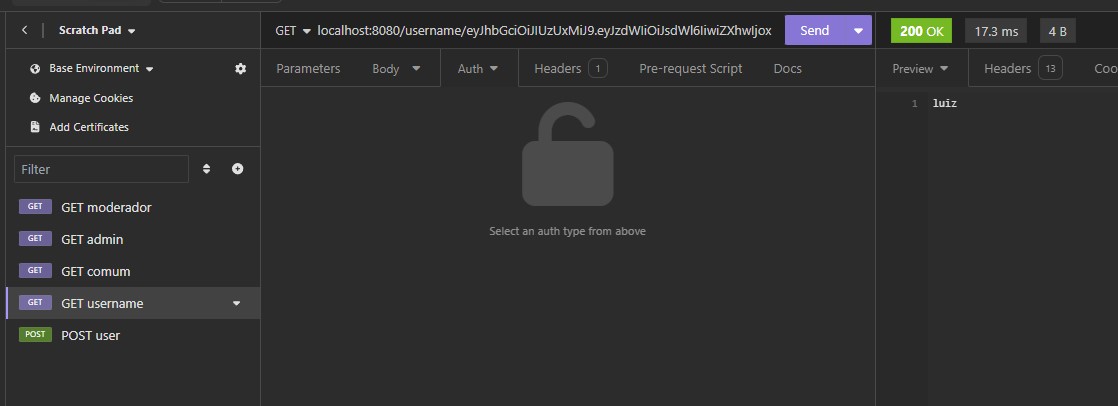 Scratch Pad
Base Environment
Manage Cookies
Add Certificates
Filter
GET GET moderador
GET GET admin
GET GET comum
GET GET username
POST POST user
GET localhost:8080/username/eyJhbGciOiJIUzUxMiJ9.eyJzdWIiOiJsdWl6IiwiZXhwIjox Send
Parameters Body Auth Headers 1 Pre-request Script Docs
Select an auth type from above
200 OK 17.3 ms 4 B
Preview Headers 13 Coo
1 luiz